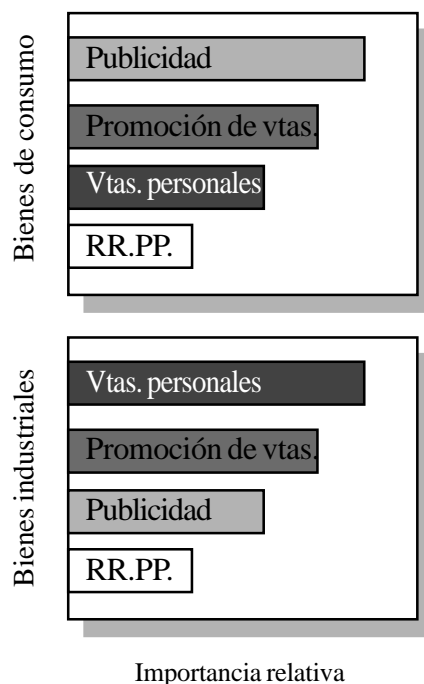 Bienes de consumo
Publicidad
Promoción de vtas.
Vtas. personales
RR.PP.
Bienes industriales
Vtas. personales
Promoción de vtas.
Publicidad
RR.PP.
Importancia relativa